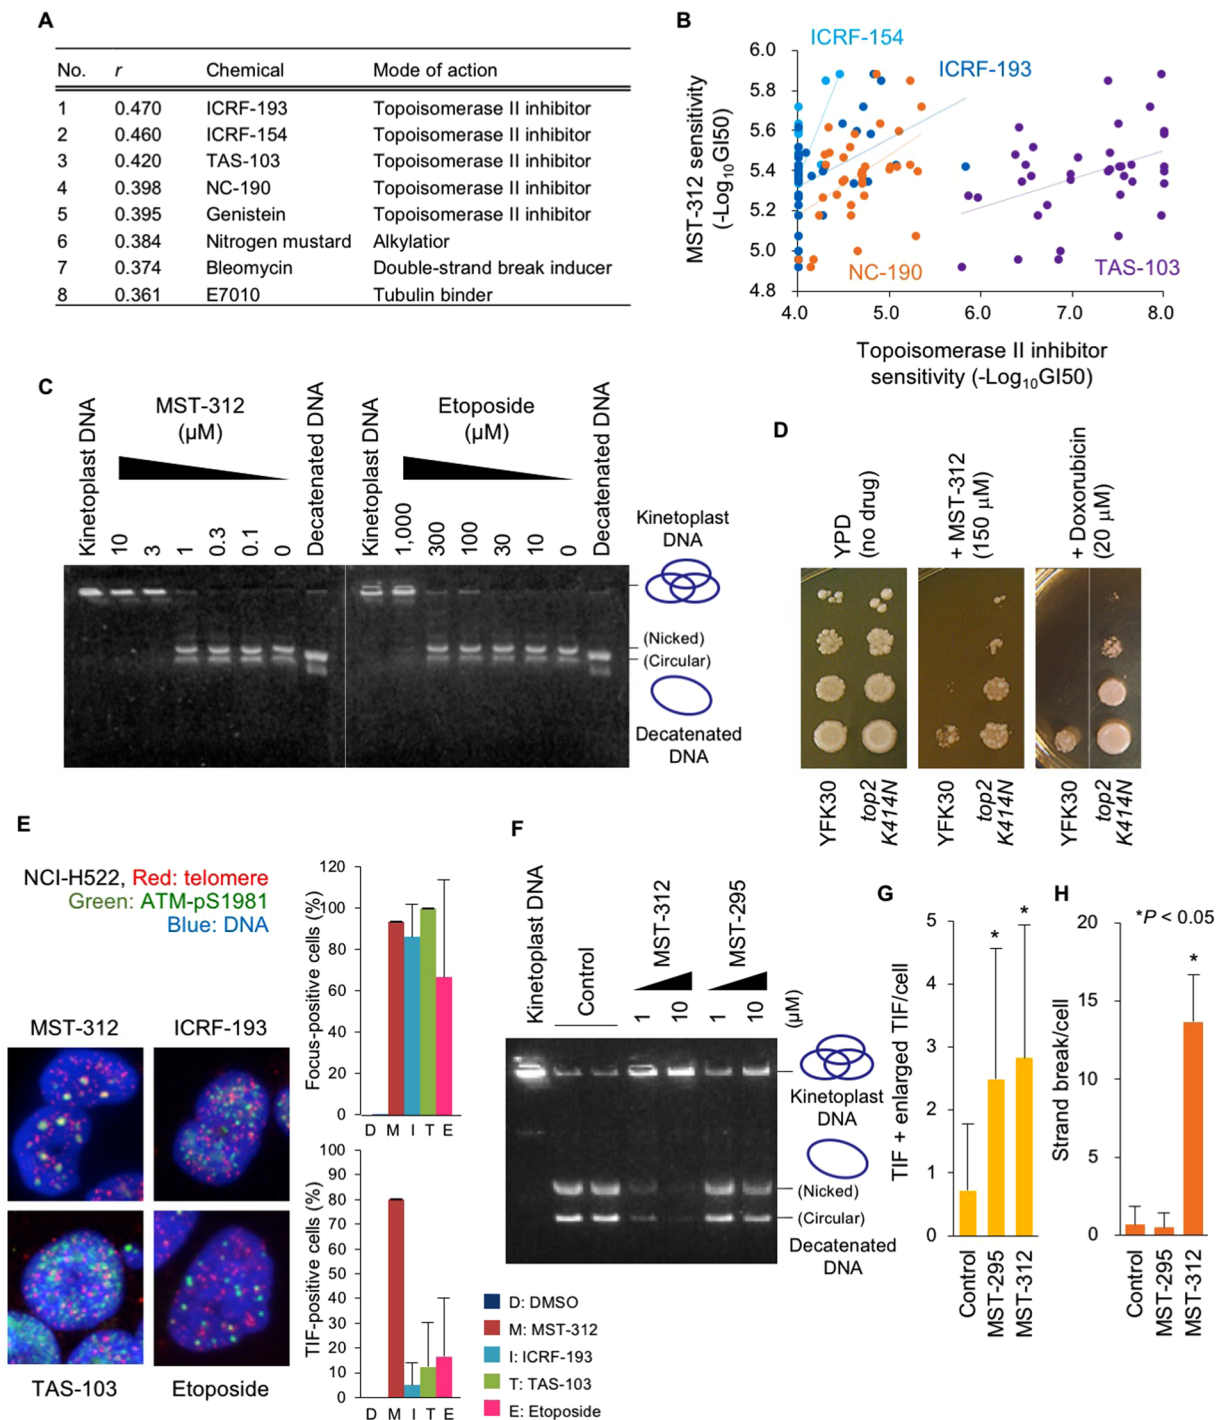 A
No. r Chemical Mode of action
1 0.470 ICRF-193 Topoisomerase II inhibitor
2 0.460 ICRF-154 Topoisomerase II inhibitor
3 0.420 TAS-103 Topoisomerase II inhibitor
4 0.398 NC-190 Topoisomerase II inhibitor
5 0.395 Genistein Topoisomerase II inhibitor
6 0.384 Nitrogen mustard Alkylatior
7 0.374 Bleomycin Double-strand break inducer
8 0.361 E7010 Tubulin binder
B
MST-312 sensitivity
(-Log10GI50)
6.0
5.8
5.6
5.4
5.2
5.0
4.8
ICRF-154
ICRF-193
NC-190
TAS-103
4.0 5.0 6.0 7.0 8.0
Topoisomerase II inhibitor
sensitivity (-Log10GI50)
C
Kinetoplast DNA
MST-312
(μM)
10 3 1 0.3 0.1 0
Decatenated DNA
Kinetoplast DNA
Etoposide
(μM)
1,000 300 100 30 10 0
Decatenated DNA
Kinetoplast
DNA
(Nicked)
(Circular)
Decatenated
DNA
D
YPD
(no drug)
+ MST-312
(150 μM)
+ Doxorubicin
(20 μM)
YFK30
top2
K414N
YFK30
top2
K414N
YFK30
top2
K414N
E
NCI-H522, Red: telomere
Green: ATM-pS1981
Blue: DNA
MST-312 ICRF-193
TAS-103 Etoposide
Focus-positive cells (%)
120
100
80
60
40
20
0
D M I T E
TIF-positive cells (%)
100
90
80
70
60
50
40
30
20
10
0
D M I T E
D: DMSO
M: MST-312
I: ICRF-193
T: TAS-103
E: Etoposide
F
Kinetoplast DNA
Control
MST-312
1 10
MST-295
1 10
(μM)
Kinetoplast
DNA
(Nicked)
(Circular)
Decatenated
DNA
G
TIF + enlarged TIF/cell
5
4
3
2
1
0
* *
Control
MST-295
MST-312
H
*P < 0.05
Strand break/cell
20
15
10
5
0
*
Control
MST-295
MST-312